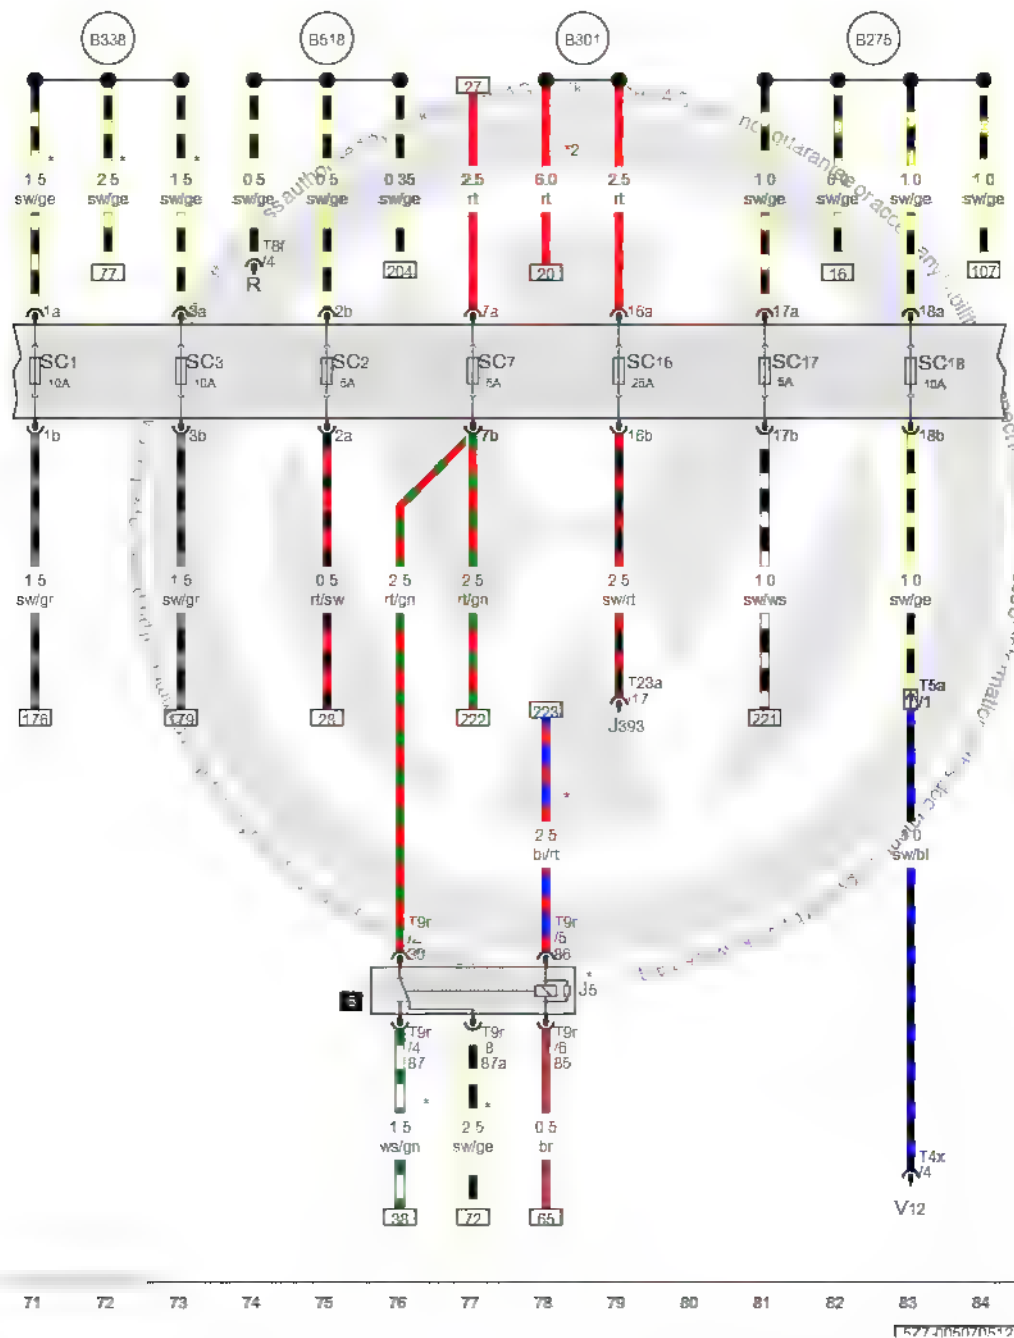 B338 B518 B301 B275
27
*2
1.5 2.5 1.5 0.5 0.5 0.35 2.5 6.0 2.5 1.0 1.0 1.0
sw/ge sw/ge sw/ge sw/ge sw/ge sw/ge rt rt rt sw/ge sw/ge sw/ge sw/ge
T8r
/4
R
77 204 20 16 107
1a 3a 2b 7a 16a 17a 18a
SC1 SC3 SC2 SC7 SC16 SC17 SC18
10A 10A 5A 5A 25A 5A 10A
1b 3b 2a 7b 16b 17b 18b
1.5 1.5 0.5 2.5 2.5 2.5 1.0 1.0
sw/gr sw/gr rt/sw rt/gn rt/gn sw/rt sw/ws sw/ge
T23a
/17
J393
T5a
/1
176 179 28 222 223 221
*
2.5
bl/rt
1.0
sw/bl
T9r T9r
/2 /5
30 86
*
J5
5
T9r T9r T9r
/4 8 /6
87 87a 85
* *
1.5 2.5 0.5
ws/gn sw/ge br
T4x
/4
V12
38 72 65
71 72 73 74 75 76 77 78 79 80 81 82 83 84